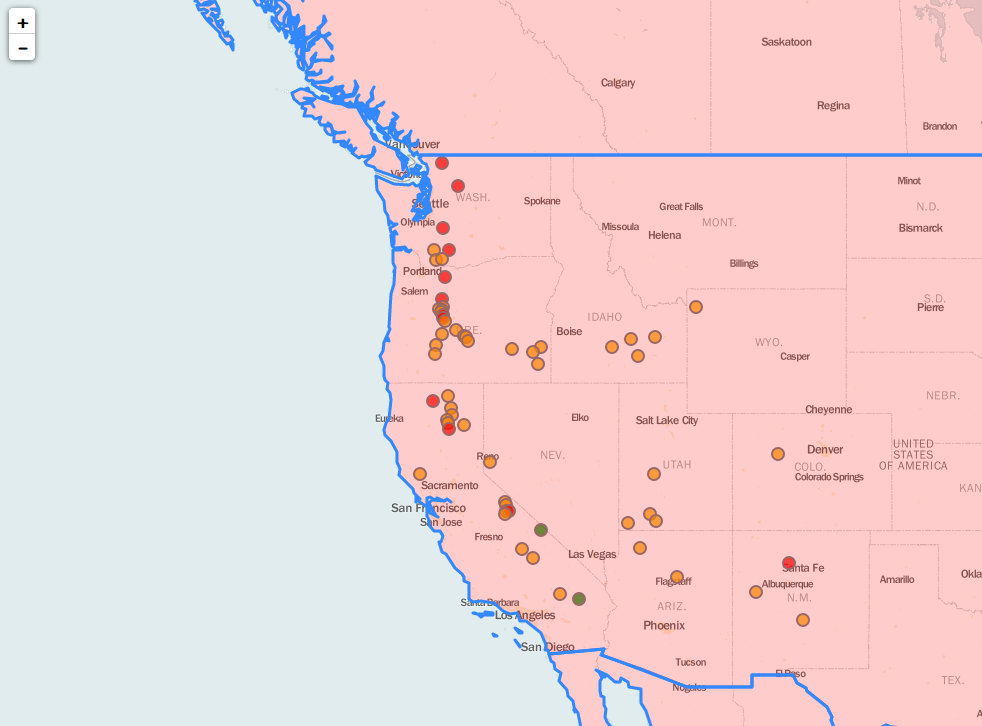 +
−
Saskatoon
Calgary
Regina
Brandon
Vancouver
Victoria
WASH.
Seattle
Spokane
Olympia
Minot
Great Falls
N.D.
MONT.
Missoula
Helena
Bismarck
Billings
Portland
Salem
S.D.
Pierre
IDAHO
RE.
Boise
WYO.
Casper
NEBR.
Cheyenne
Eureka
Elko
Salt Lake City
Reno
NEV.
UTAH
Denver
COLO.
Colorado Springs
UNITED
STATES
OF AMERICA
KAN
Sacramento
San Francisco
San Jose
Fresno
Las Vegas
Santa Fe
Flagstaff
Albuquerque
Amarillo
Okla
N.M.
Santa Barbara
Los Angeles
ARIZ.
Phoenix
San Diego
Tucson
El Paso
Nogales
TEX.
A